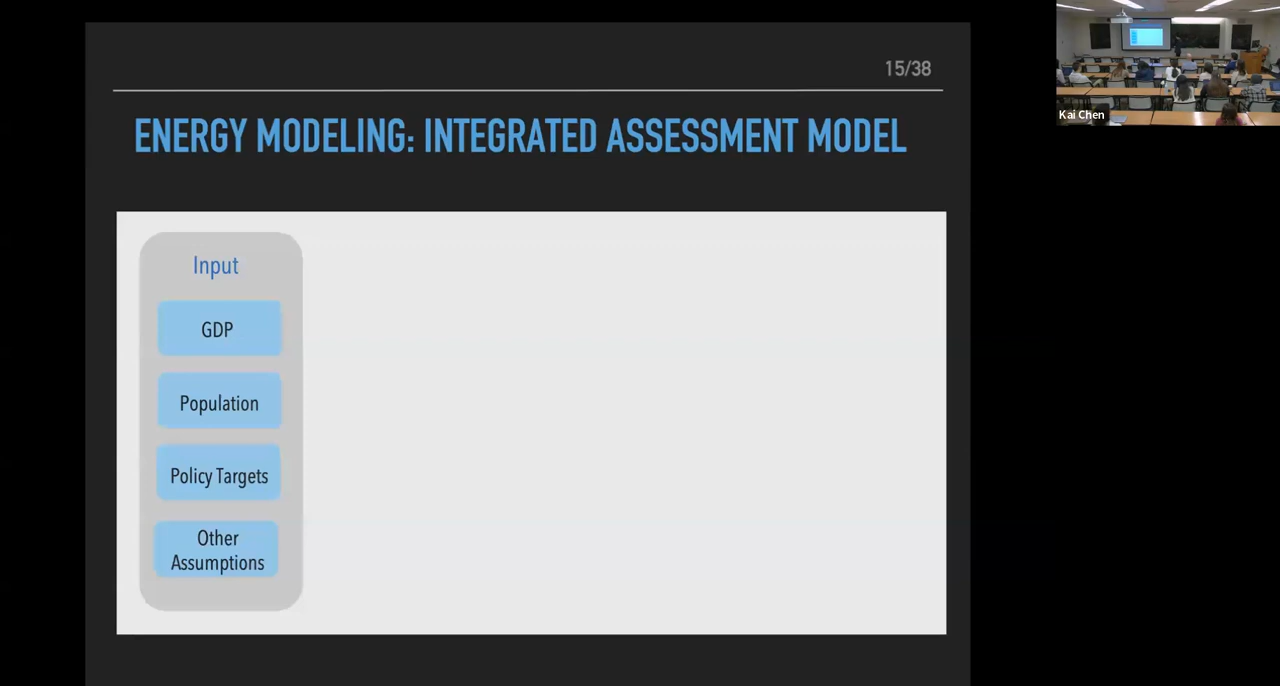 15/38
ENERGY MODELING: INTEGRATED ASSESSMENT MODEL
Input
GDP
Population
Policy Targets
Other
Assumptions
Kai Chen